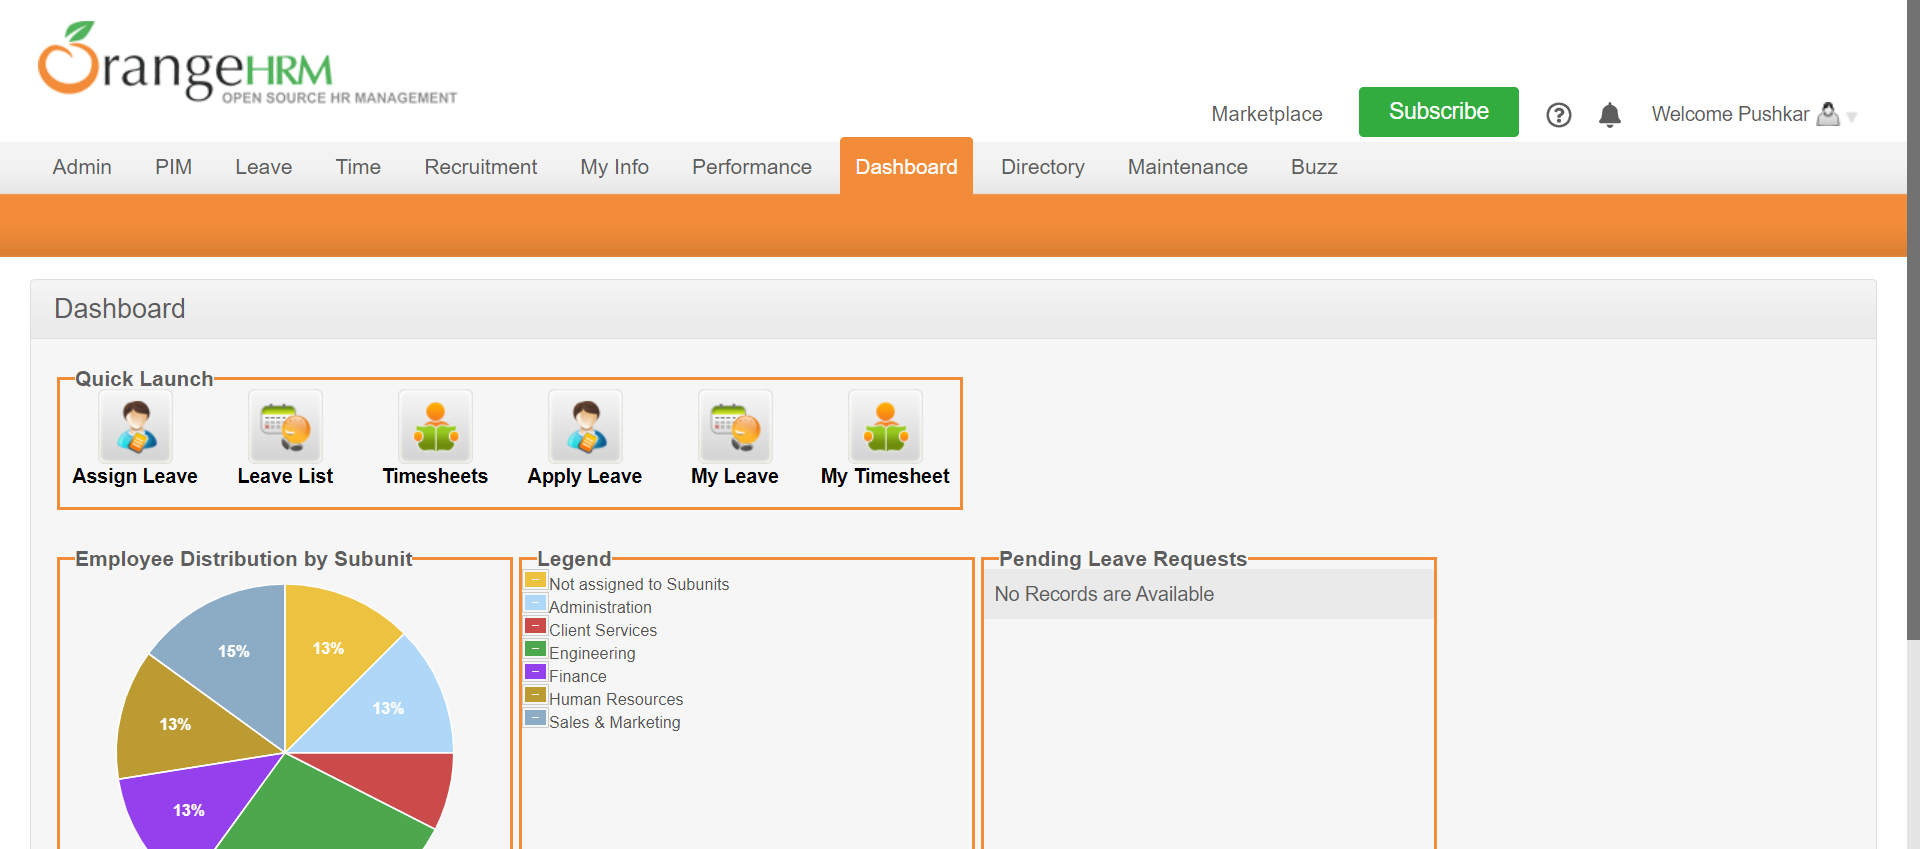 OrangeHRM
OPEN SOURCE HR MANAGEMENT
Marketplace Subscribe ? Welcome Pushkar
Admin PIM Leave Time Recruitment My Info Performance Dashboard Directory Maintenance Buzz
Dashboard
Quick Launch
Assign Leave Leave List Timesheets Apply Leave My Leave My Timesheet
Employee Distribution by Subunit
15% 13%
13%
13%
13%
Legend
Not assigned to Subunits
Administration
Client Services
Engineering
Finance
Human Resources
Sales & Marketing
Pending Leave Requests
No Records are Available